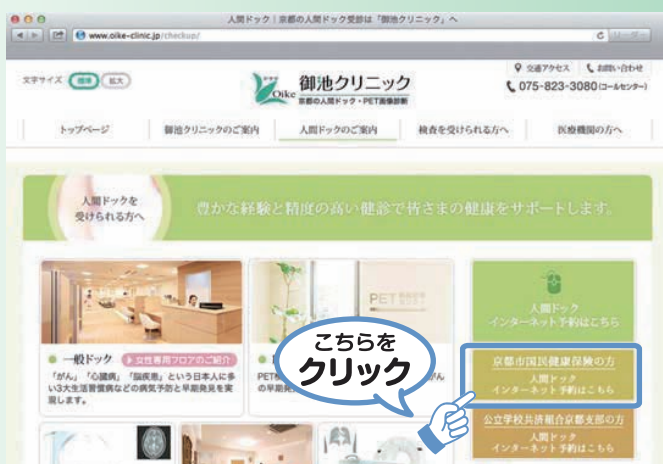 人間ドック｜京都の人間ドック受診は「御池クリニック」へ
www.oike-clinic.jp/checkup/
リーダー
文字サイズ 標準 拡大
Oike 御池クリニック
京都の人間ドック・PET画像診断
交通アクセス お問い合わせ
075-823-3080(コールセンター)
トップページ 御池クリニックのご案内 人間ドックのご案内 検査を受けられる方へ 医療機関の方へ
人間ドックを
受けられる方へ
豊かな経験と精度の高い健診で皆さまの健康をサポートします。
PET
一般ドック 女性専用フロアのご紹介
「がん」「心臓病」「脳疾患」という日本人に多
い3大生活習慣病などの病気予防と早期発見を実
現します。
PET
の早期発
がん
こちらを
クリック
人間ドック
インターネット予約はこちら
京都市国民健康保険の方
人間ドック
インターネット予約はこちら
公立学校共済組合京都支部の方
人間ドック
インターネット予約はこちら